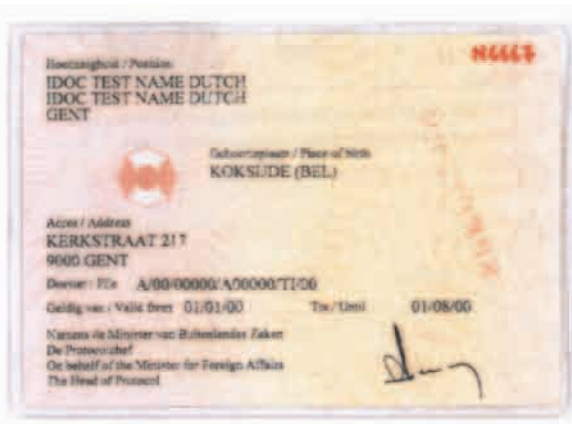 Hoedanigheid / Position
IDOC TEST NAME DUTCH
IDOC TEST NAME DUTCH
GENT
Geboorteplaats / Place of birth
KOKSIJDE (BEL)
Adres / Address
KERKSTRAAT 217
9000 GENT
Dossier / File A/00/00000/A/00000/TI/00
Geldig van / Valid from 01/01/00 Tot / Until 01/08/00
Namens de Minister van Buitenlandse Zaken
De Protocolchef
On behalf of the Minister for Foreign Affairs
The Head of Protocol